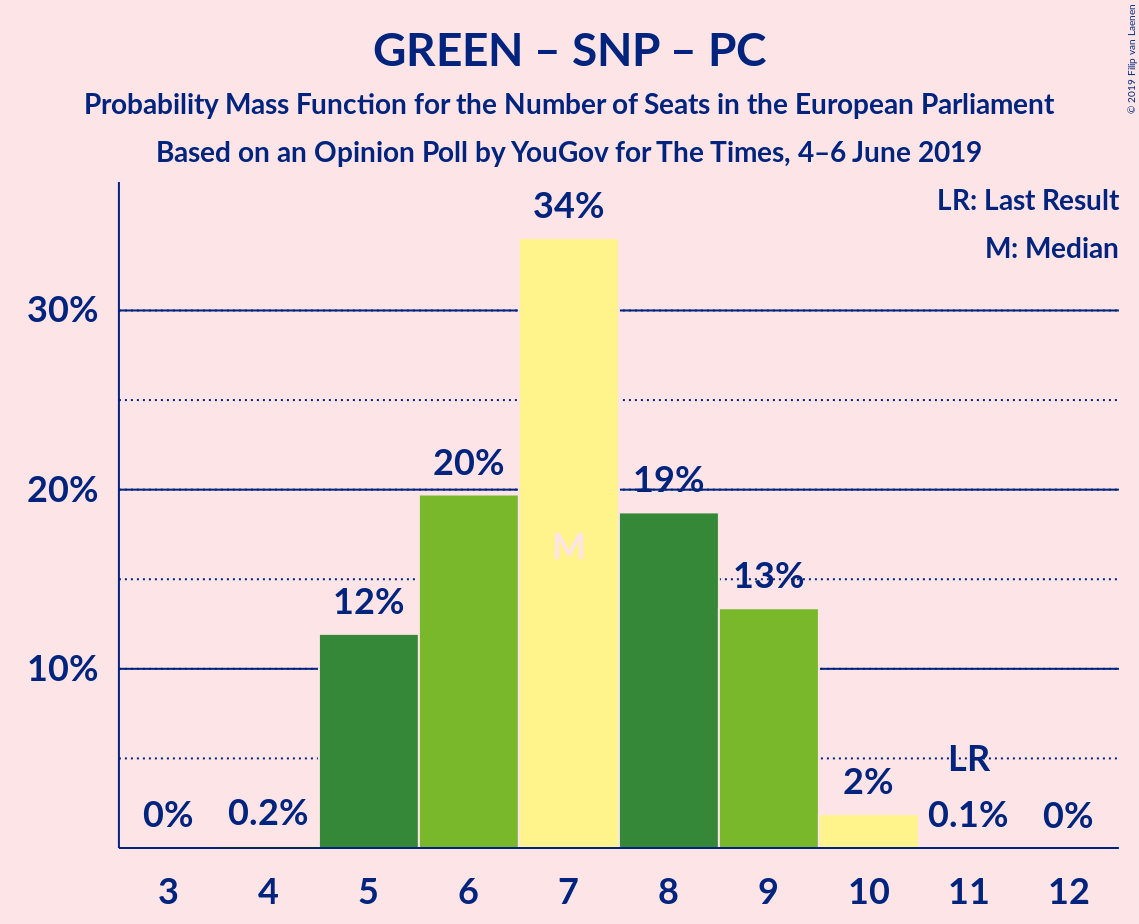 GREEN – SNP – PC
Probability Mass Function for the Number of Seats in the European Parliament
Based on an Opinion Poll by YouGov for The Times, 4–6 June 2019
© 2019 Filip van Laenen
LR: Last Result
M: Median
34%
30%
20%
19%
20%
M
13%
12%
10%
LR
2%
0%
0.2%
0.1%
0%
3 4 5 6 7 8 9 10 11 12